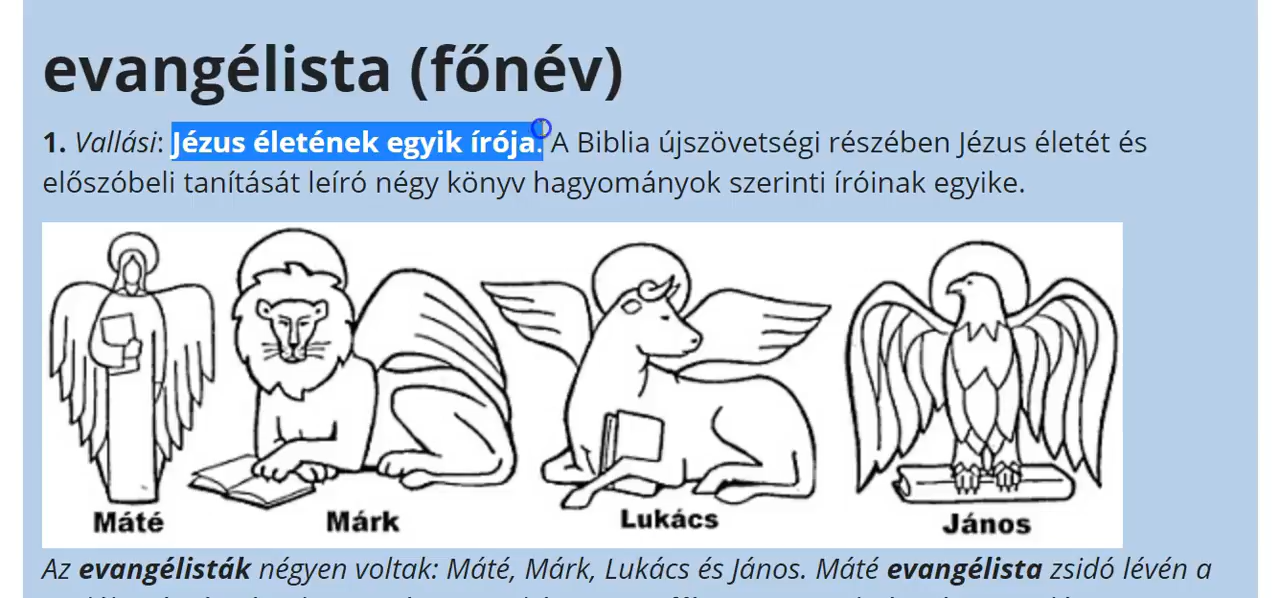 evangélista (főnév)
1. Vallási: Jézus életének egyik írója. A Biblia újszövetségi részében Jézus életét és
előszóbeli tanítását leíró négy könyv hagyományok szerinti íróinak egyike.
Máté Márk Lukács János
Az evangélisták négyen voltak: Máté, Márk, Lukács és János. Máté evangélista zsidó lévén a